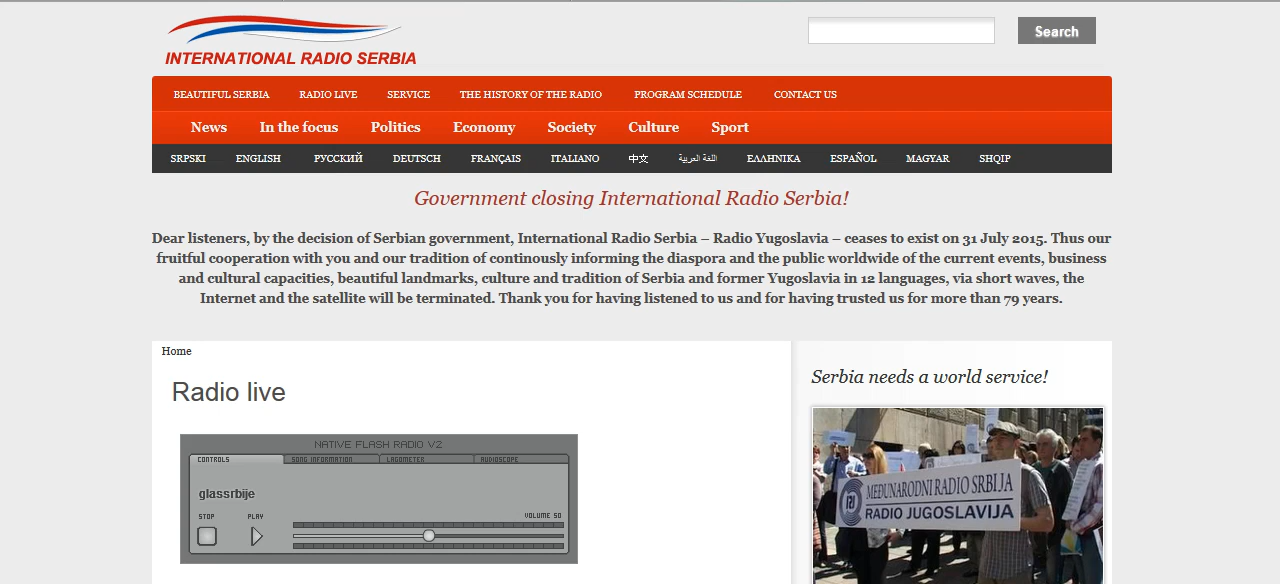 INTERNATIONAL RADIO SERBIA
Search
BEAUTIFUL SERBIA RADIO LIVE SERVICE THE HISTORY OF THE RADIO PROGRAM SCHEDULE CONTACT US
News In the focus Politics Economy Society Culture Sport
SRPSKI ENGLISH РУССКИЙ DEUTSCH FRANÇAIS ITALIANO 中文 اللغة العربية ΕΛΛΗΝΙΚΑ ESPAÑOL MAGYAR SHQIP
Government closing International Radio Serbia!
Dear listeners, by the decision of Serbian government, International Radio Serbia – Radio Yugoslavia – ceases to exist on 31 July 2015. Thus our
fruitful cooperation with you and our tradition of continously informing the diaspora and the public worldwide of the current events, business
and cultural capacities, beautiful landmarks, culture and tradition of Serbia and former Yugoslavia in 12 languages, via short waves, the
Internet and the satellite will be terminated. Thank you for having listened to us and for having trusted us for more than 79 years.
Home
Radio live
NATIVE FLASH RADIO V2
CONTROLS SONG INFORMATION LAGOMETER AUDIOSCOPE
glassrbije
STOP PLAY VOLUME 50
Serbia needs a world service!
MEĐUNARODNI RADIO SRBIJA
RADIO JUGOSLAVIJA